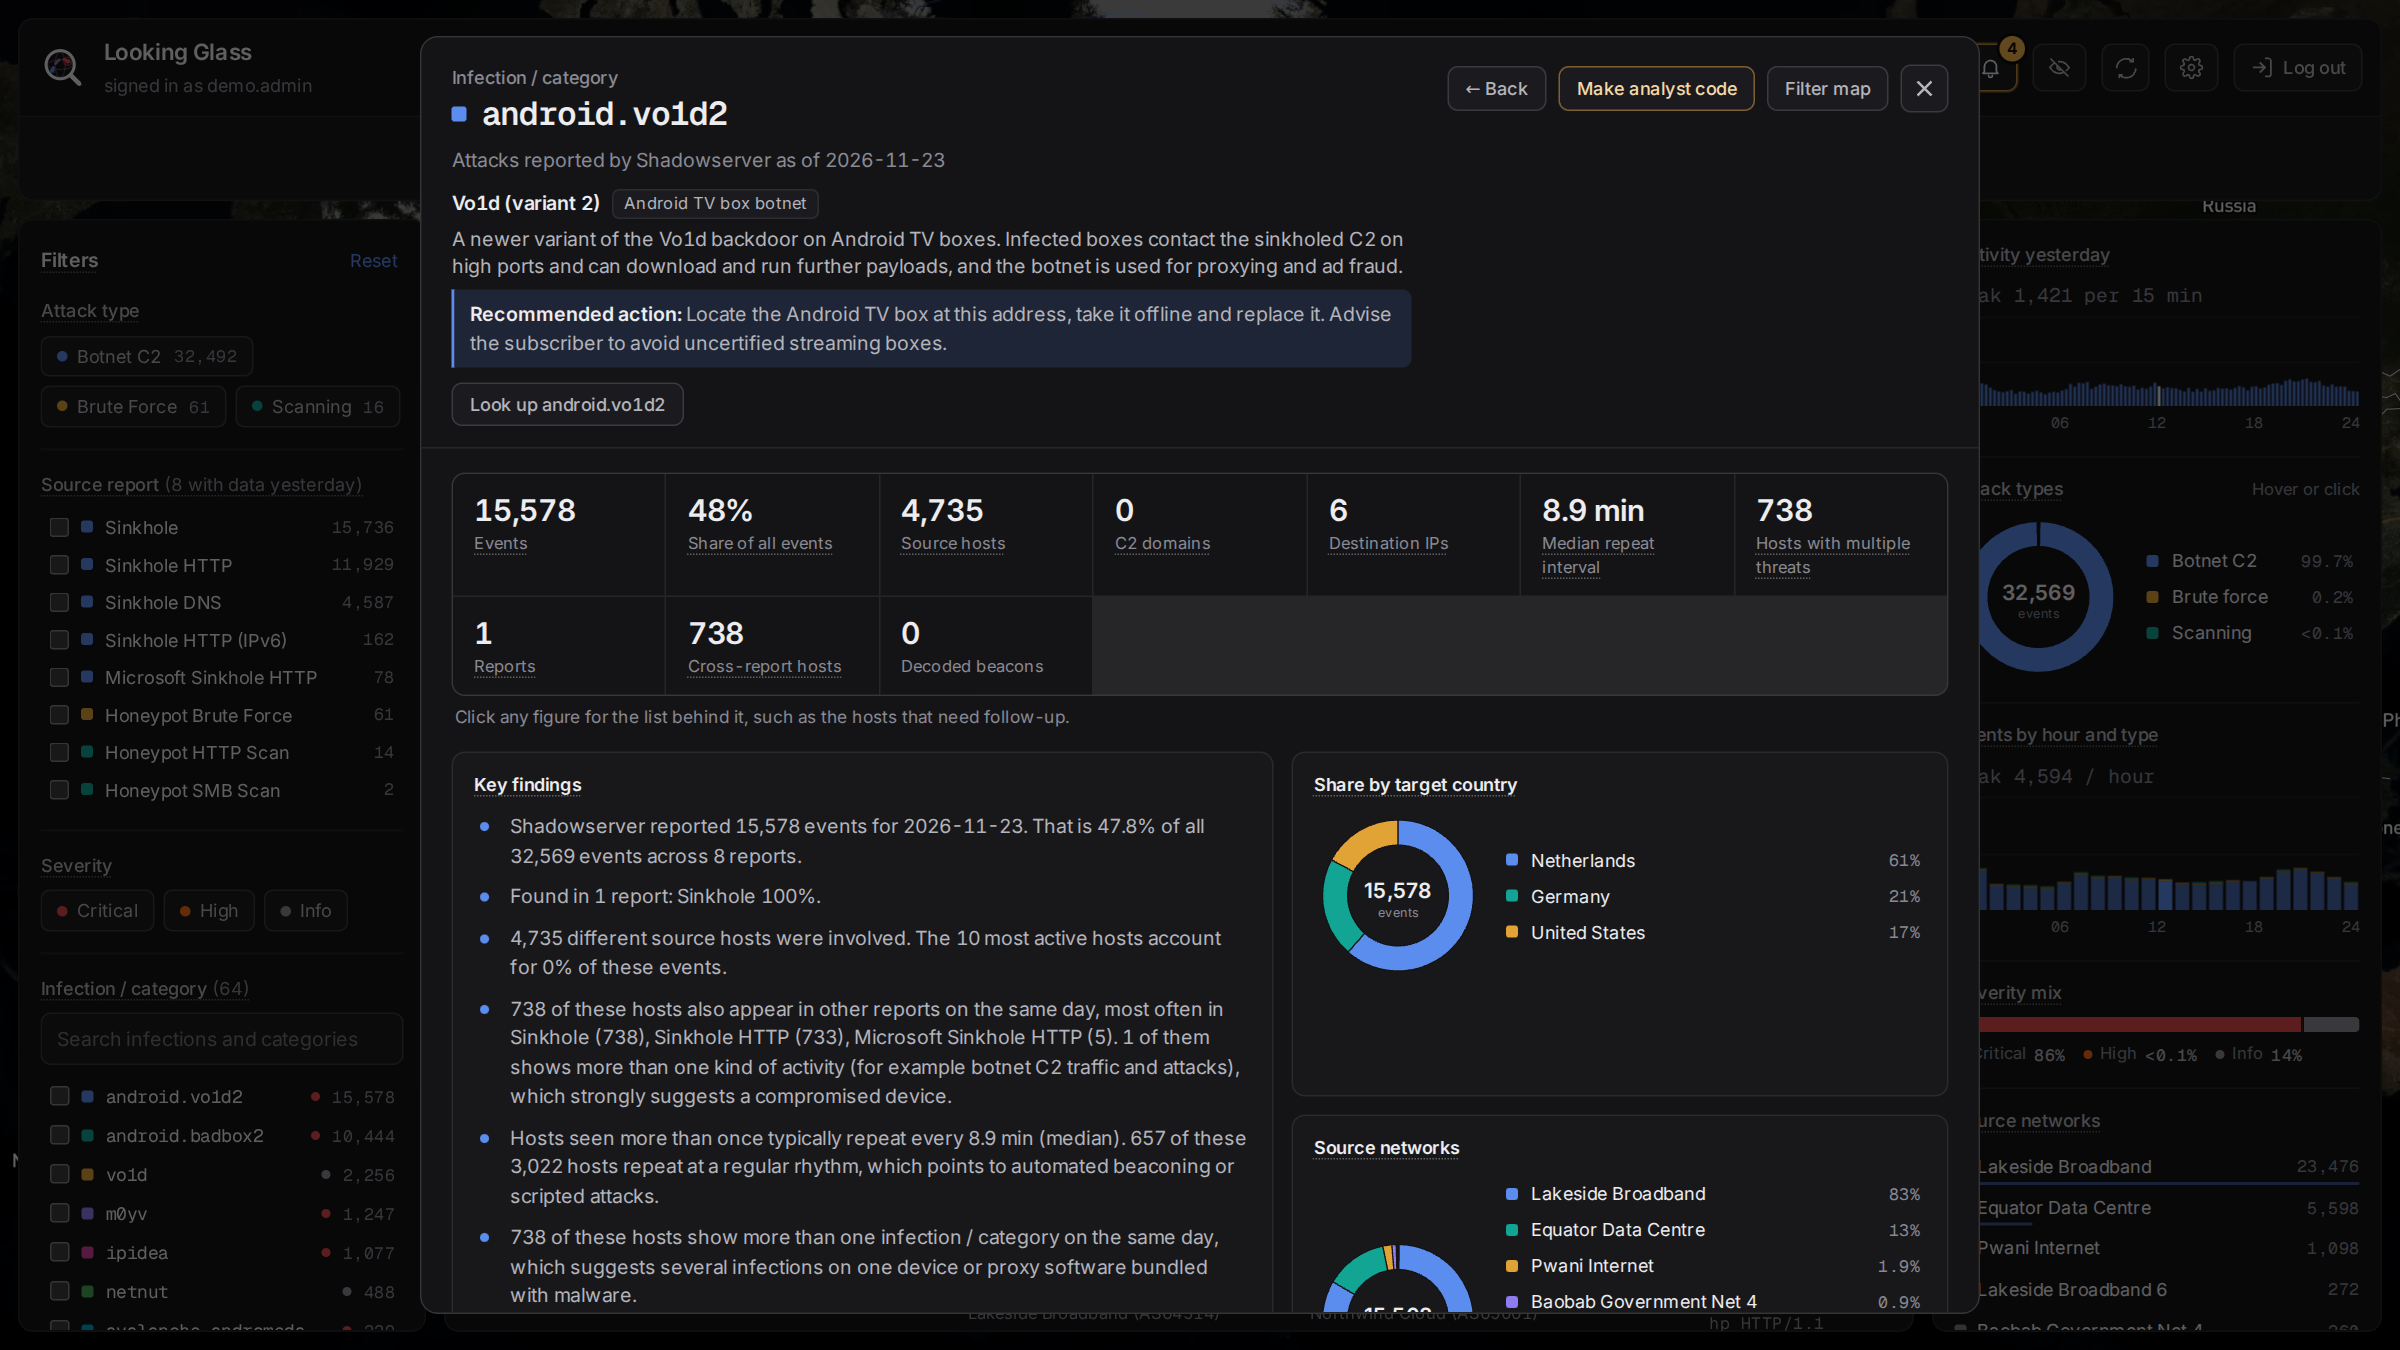 Looking Glass
signed in as demo.admin
4
Log out
Infection / category
android.vo1d2
← Back
Make analyst code
Filter map
Attacks reported by Shadowserver as of 2026-11-23
Vo1d (variant 2)
Android TV box botnet
A newer variant of the Vo1d backdoor on Android TV boxes. Infected boxes contact the sinkholed C2 on
high ports and can download and run further payloads, and the botnet is used for proxying and ad fraud.
Recommended action: Locate the Android TV box at this address, take it offline and replace it. Advise
the subscriber to avoid uncertified streaming boxes.
Look up android.vo1d2
Filters
Reset
Attack type
Botnet C2 32,492
Brute Force 61
Scanning 16
Source report (8 with data yesterday)
Sinkhole 15,736
Sinkhole HTTP 11,929
Sinkhole DNS 4,587
Sinkhole HTTP (IPv6) 162
Microsoft Sinkhole HTTP 78
Honeypot Brute Force 61
Honeypot HTTP Scan 14
Honeypot SMB Scan 2
Severity
Critical
High
Info
Infection / category (64)
Search infections and categories
android.vo1d2 15,578
android.badbox2 10,444
vo1d 2,256
m0yv 1,247
ipidea 1,077
netnut 488
15,578
Events
48%
Share of all events
4,735
Source hosts
0
C2 domains
6
Destination IPs
8.9 min
Median repeat
interval
738
Hosts with multiple
threats
1
Reports
738
Cross-report hosts
0
Decoded beacons
Click any figure for the list behind it, such as the hosts that need follow-up.
Key findings
Shadowserver reported 15,578 events for 2026-11-23. That is 47.8% of all
32,569 events across 8 reports.
Found in 1 report: Sinkhole 100%.
4,735 different source hosts were involved. The 10 most active hosts account
for 0% of these events.
738 of these hosts also appear in other reports on the same day, most often in
Sinkhole (738), Sinkhole HTTP (733), Microsoft Sinkhole HTTP (5). 1 of them
shows more than one kind of activity (for example botnet C2 traffic and attacks),
which strongly suggests a compromised device.
Hosts seen more than once typically repeat every 8.9 min (median). 657 of these
3,022 hosts repeat at a regular rhythm, which points to automated beaconing or
scripted attacks.
738 of these hosts show more than one infection / category on the same day,
which suggests several infections on one device or proxy software bundled
with malware.
Share by target country
15,578
events
Netherlands 61%
Germany 21%
United States 17%
Source networks
Lakeside Broadband 83%
Equator Data Centre 13%
Pwani Internet 1.9%
Baobab Government Net 4 0.9%
Russia
tivity yesterday
ak 1,421 per 15 min
06 12 18 24
ack types
Hover or click
32,569
events
Botnet C2 99.7%
Brute force 0.2%
Scanning <0.1%
ents by hour and type
ak 4,594 / hour
06 12 18 24
verity mix
ritical 86%
High <0.1%
Info 14%
urce networks
Lakeside Broadband 23,476
Equator Data Centre 5,598
Pwani Internet 1,098
Lakeside Broadband 6 272
Baobab Government Net 4
hp HTTP/1.1